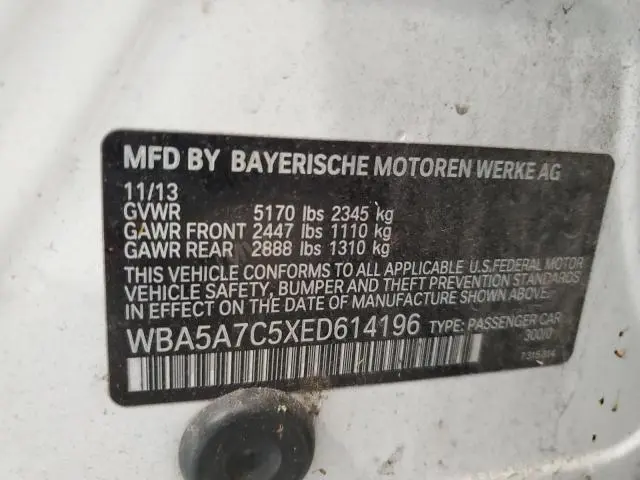 MFD BY BAYERISCHE MOTOREN WERKE AG
11/13
GVWR 5170 lbs 2345 kg
GAWR FRONT 2447 lbs 1110 kg
GAWR REAR 2888 lbs 1310 kg
THIS VEHICLE CONFORMS TO ALL APPLICABLE U.S.FEDERAL MOTOR
VEHICLE SAFETY, BUMPER AND THEFT PREVENTION STANDARDS
IN EFFECT ON THE DATE OF MANUFACTURE SHOWN ABOVE.
WBA5A7C5XED614196 TYPE: PASSENGER CAR